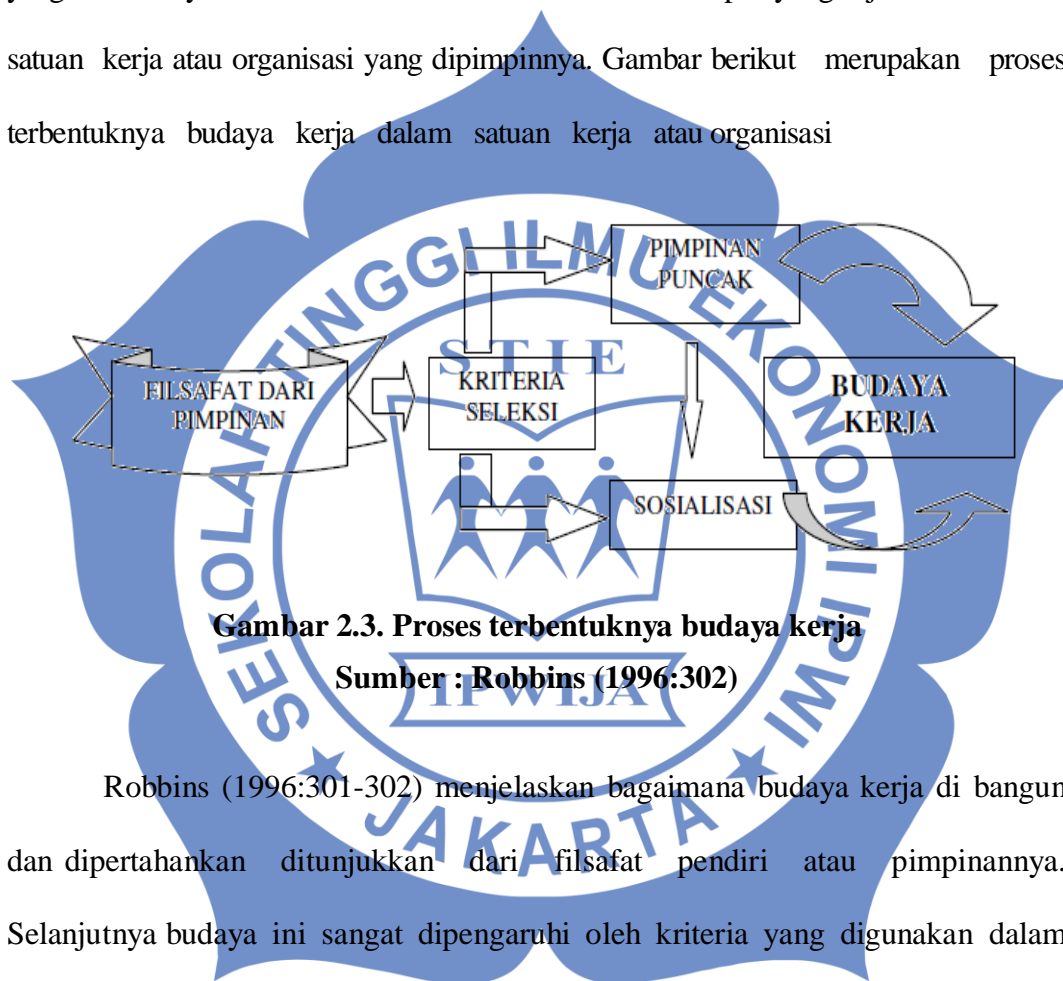 satuan kerja atau organisasi yang dipimpinnya. Gambar berikut merupakan proses
terbentuknya budaya kerja dalam satuan kerja atau organisasi
FILSAFAT DARI
PIMPINAN
KRITERIA
SELEKSI
PIMPINAN
PUNCAK
SOSIALISASI
BUDAYA
KERJA
SEKOLAH TINGGI ILMU EKONOMI IPWI
JAKARTA
STIE
IPWIJA
Gambar 2.3. Proses terbentuknya budaya kerja
Sumber : Robbins (1996:302)
Robbins (1996:301-302) menjelaskan bagaimana budaya kerja di bangun
dan dipertahankan ditunjukkan dari filsafat pendiri atau pimpinannya.
Selanjutnya budaya ini sangat dipengaruhi oleh kriteria yang digunakan dalam